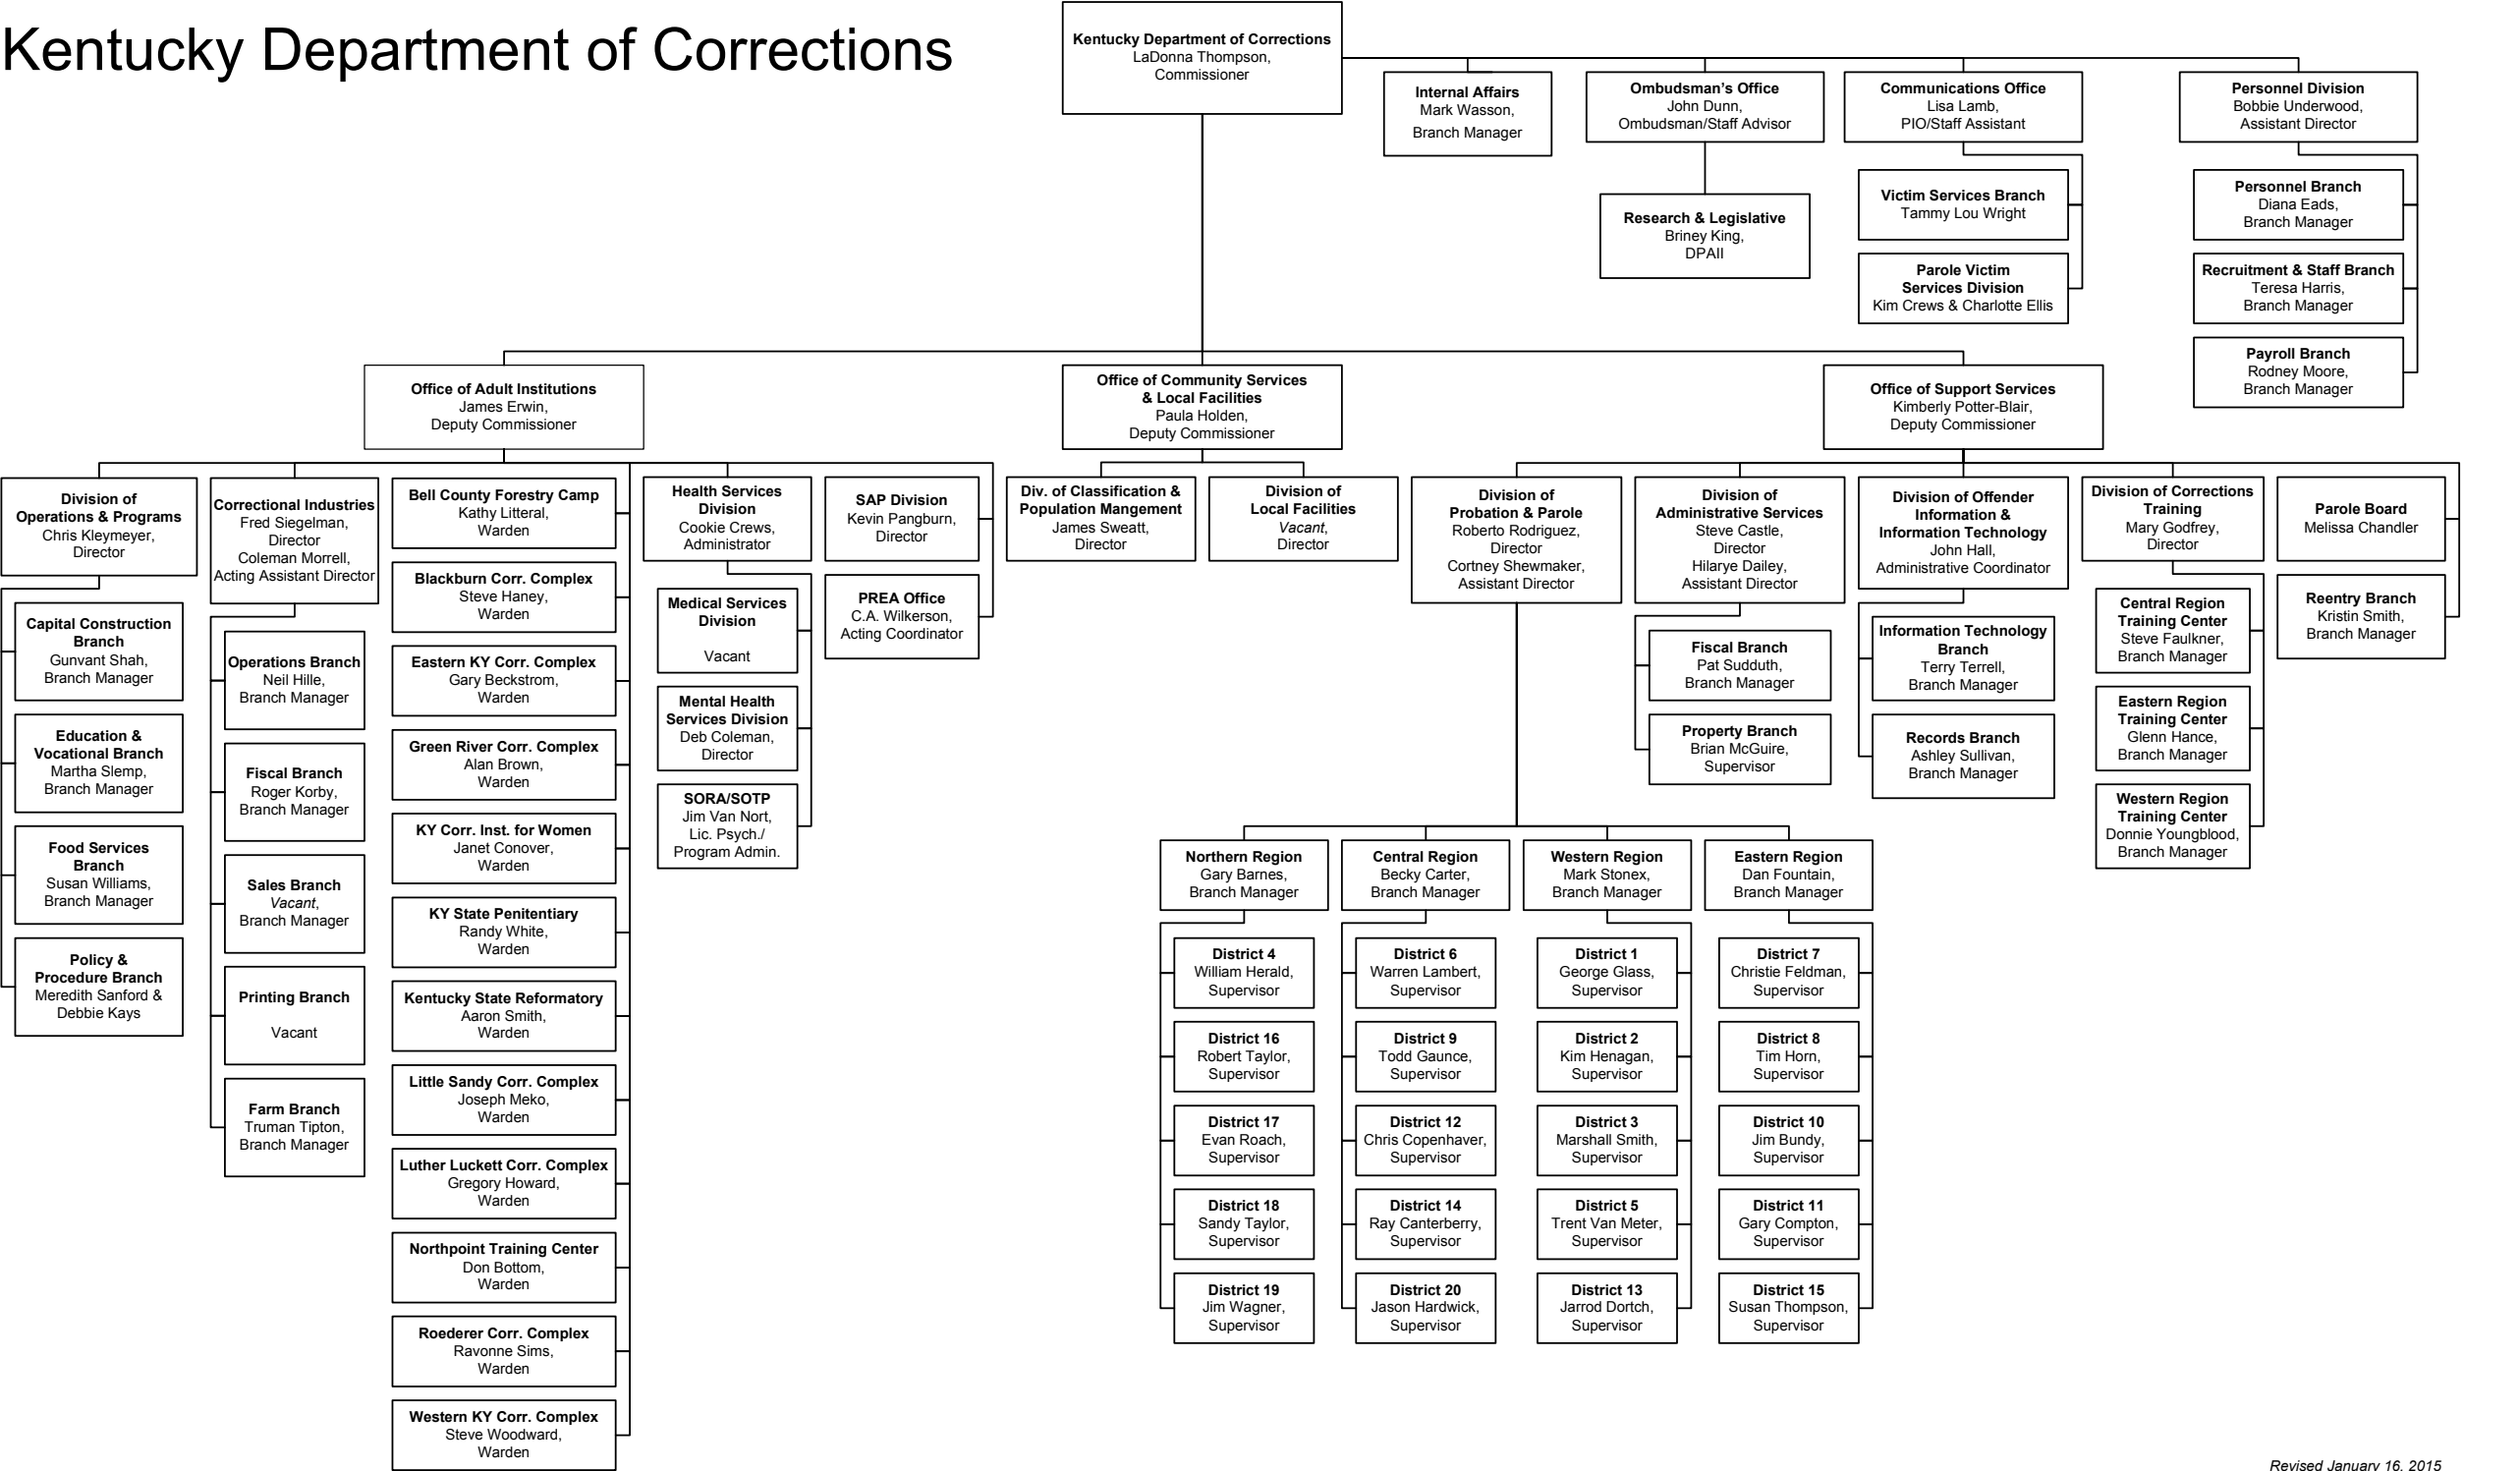 Kentucky Department of Corrections
Kentucky Department of Corrections
LaDonna Thompson,
Commissioner
Internal Affairs
Mark Wasson,
Branch Manager
Ombudsman’s Office
John Dunn,
Ombudsman/Staff Advisor
Communications Office
Lisa Lamb,
PIO/Staff Assistant
Personnel Division
Bobbie Underwood,
Assistant Director
Research & Legislative
Briney King,
DPAII
Victim Services Branch
Tammy Lou Wright
Parole Victim
Services Division
Kim Crews & Charlotte Ellis
Personnel Branch
Diana Eads,
Branch Manager
Recruitment & Staff Branch
Teresa Harris,
Branch Manager
Payroll Branch
Rodney Moore,
Branch Manager
Office of Adult Institutions
James Erwin,
Deputy Commissioner
Office of Community Services
& Local Facilities
Paula Holden,
Deputy Commissioner
Office of Support Services
Kimberly Potter-Blair,
Deputy Commissioner
Division of
Operations & Programs
Chris Kleymeyer,
Director
Capital Construction
Branch
Gunvant Shah,
Branch Manager
Education &
Vocational Branch
Martha Slemp,
Branch Manager
Food Services
Branch
Susan Williams,
Branch Manager
Policy &
Procedure Branch
Meredith Sanford &
Debbie Kays
Correctional Industries
Fred Siegelman,
Director
Coleman Morrell,
Acting Assistant Director
Operations Branch
Neil Hille,
Branch Manager
Fiscal Branch
Roger Korby,
Branch Manager
Sales Branch
Vacant,
Branch Manager
Printing Branch
Vacant
Farm Branch
Truman Tipton,
Branch Manager
Bell County Forestry Camp
Kathy Litteral,
Warden
Blackburn Corr. Complex
Steve Haney,
Warden
Eastern KY Corr. Complex
Gary Beckstrom,
Warden
Green River Corr. Complex
Alan Brown,
Warden
KY Corr. Inst. for Women
Janet Conover,
Warden
KY State Penitentiary
Randy White,
Warden
Kentucky State Reformatory
Aaron Smith,
Warden
Little Sandy Corr. Complex
Joseph Meko,
Warden
Luther Luckett Corr. Complex
Gregory Howard,
Warden
Northpoint Training Center
Don Bottom,
Warden
Roederer Corr. Complex
Ravonne Sims,
Warden
Western KY Corr. Complex
Steve Woodward,
Warden
Health Services
Division
Cookie Crews,
Administrator
Medical Services
Division
Vacant
Mental Health
Services Division
Deb Coleman,
Director
SORA/SOTP
Jim Van Nort,
Lic. Psych./
Program Admin.
SAP Division
Kevin Pangburn,
Director
PREA Office
C.A. Wilkerson,
Acting Coordinator
Div. of Classification &
Population Mangement
James Sweatt,
Director
Division of
Local Facilities
Vacant,
Director
Division of
Probation & Parole
Roberto Rodriguez,
Director
Cortney Shewmaker,
Assistant Director
Division of
Administrative Services
Steve Castle,
Director
Hilarye Dailey,
Assistant Director
Fiscal Branch
Pat Sudduth,
Branch Manager
Property Branch
Brian McGuire,
Supervisor
Division of Offender
Information &
Information Technology
John Hall,
Administrative Coordinator
Information Technology
Branch
Terry Terrell,
Branch Manager
Records Branch
Ashley Sullivan,
Branch Manager
Division of Corrections
Training
Mary Godfrey,
Director
Central Region
Training Center
Steve Faulkner,
Branch Manager
Eastern Region
Training Center
Glenn Hance,
Branch Manager
Western Region
Training Center
Donnie Youngblood,
Branch Manager
Parole Board
Melissa Chandler
Reentry Branch
Kristin Smith,
Branch Manager
Northern Region
Gary Barnes,
Branch Manager
District 4
William Herald,
Supervisor
District 16
Robert Taylor,
Supervisor
District 17
Evan Roach,
Supervisor
District 18
Sandy Taylor,
Supervisor
District 19
Jim Wagner,
Supervisor
Central Region
Becky Carter,
Branch Manager
District 6
Warren Lambert,
Supervisor
District 9
Todd Gaunce,
Supervisor
District 12
Chris Copenhaver,
Supervisor
District 14
Ray Canterberry,
Supervisor
District 20
Jason Hardwick,
Supervisor
Western Region
Mark Stonex,
Branch Manager
District 1
George Glass,
Supervisor
District 2
Kim Henagan,
Supervisor
District 3
Marshall Smith,
Supervisor
District 5
Trent Van Meter,
Supervisor
District 13
Jarrod Dortch,
Supervisor
Eastern Region
Dan Fountain,
Branch Manager
District 7
Christie Feldman,
Supervisor
District 8
Tim Horn,
Supervisor
District 10
Jim Bundy,
Supervisor
District 11
Gary Compton,
Supervisor
District 15
Susan Thompson,
Supervisor
Revised January 16, 2015